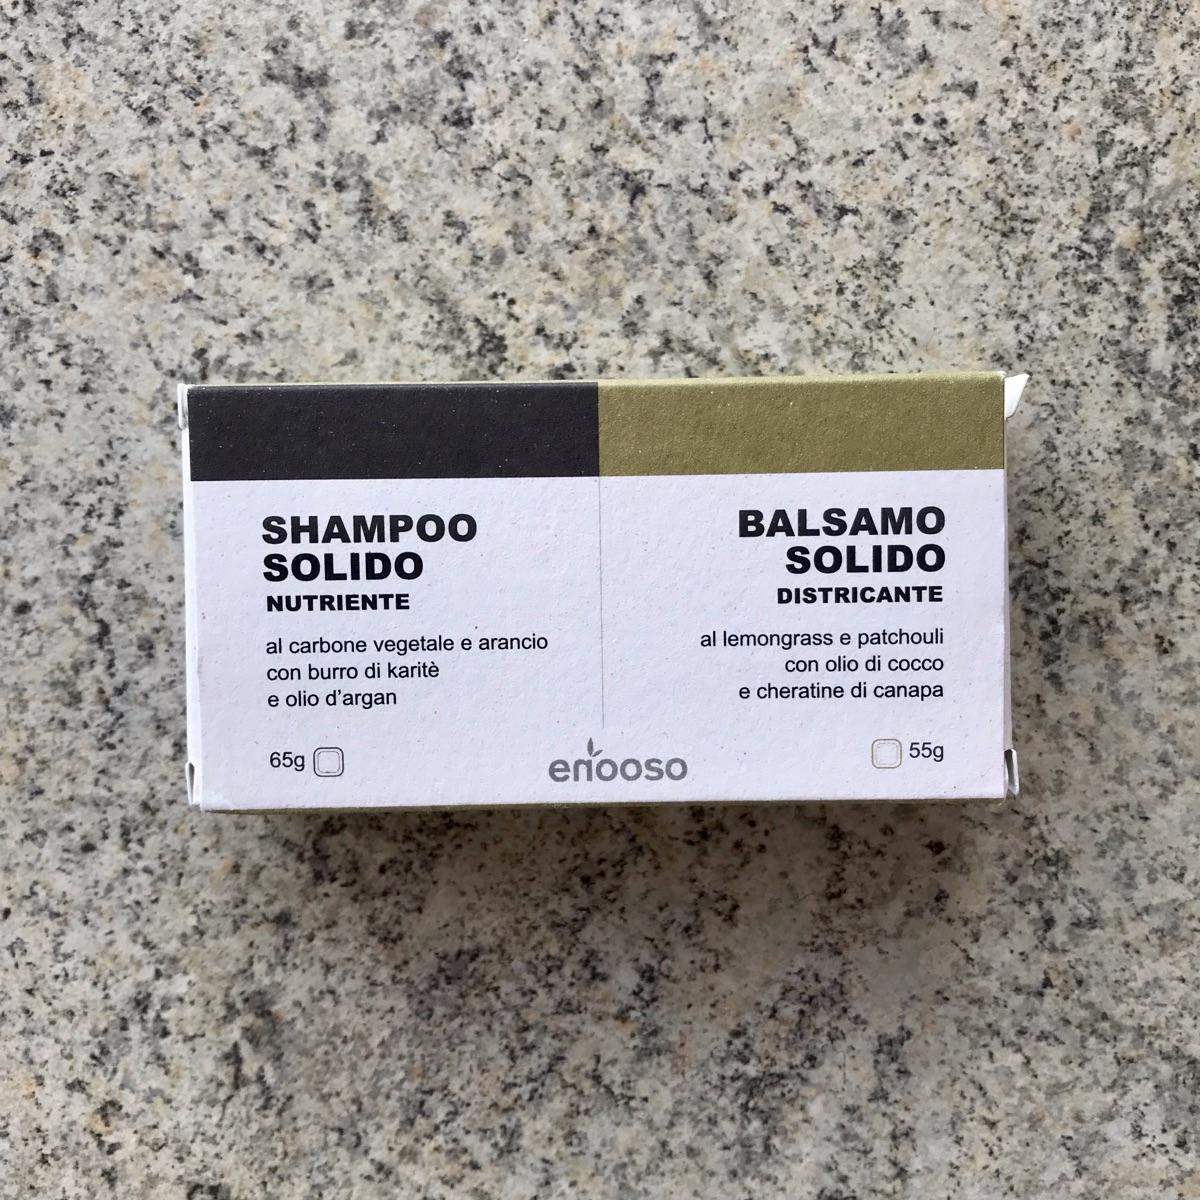 SHAMPOO
SOLIDO
NUTRIENTE
al carbone vegetale e arancio
con burro di karitè
e olio d'argan
65g
BALSAMO
SOLIDO
DISTRICANTE
al lemongrass e patchouli
con olio di cocco
e cheratine di canapa
55g
enooso